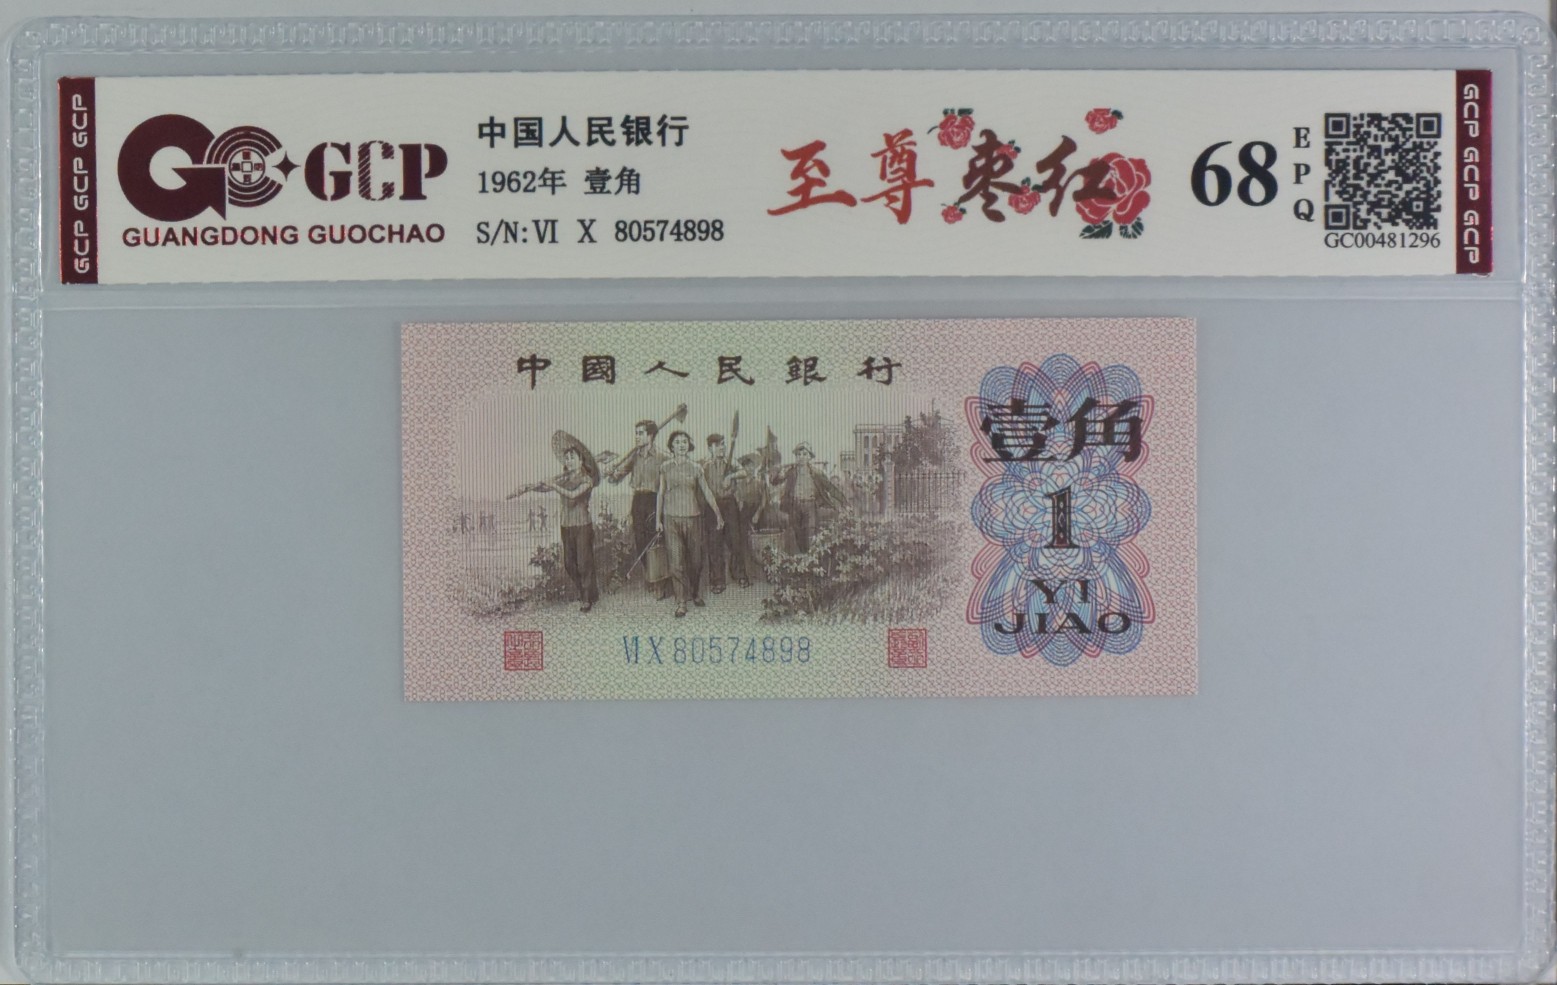 GCP GCP GCP
GCP
GUANGDONG GUOCHAO
中国人民银行
1962年 壹角
S/N: VI X 80574898
至尊枣红
68
EPQ
GC00481296
GCP GCP GCP
中國人民銀行
壹角
1
YI
JIAO
VI X 80574898